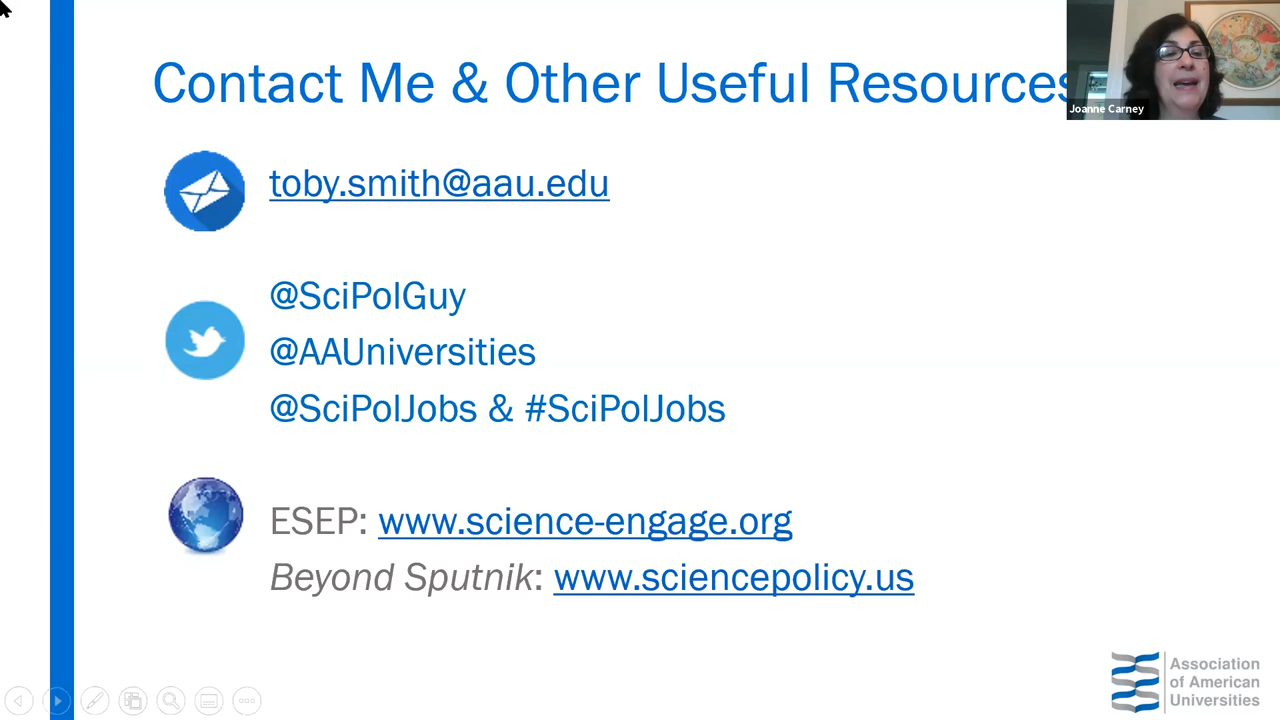 Contact Me & Other Useful Resources
Joanne Carney
toby.smith@aau.edu
@SciPolGuy
@AAUniversities
@SciPolJobs & #SciPolJobs
ESEP: www.science-engage.org
Beyond Sputnik: www.sciencepolicy.us
Association
of American
Universities